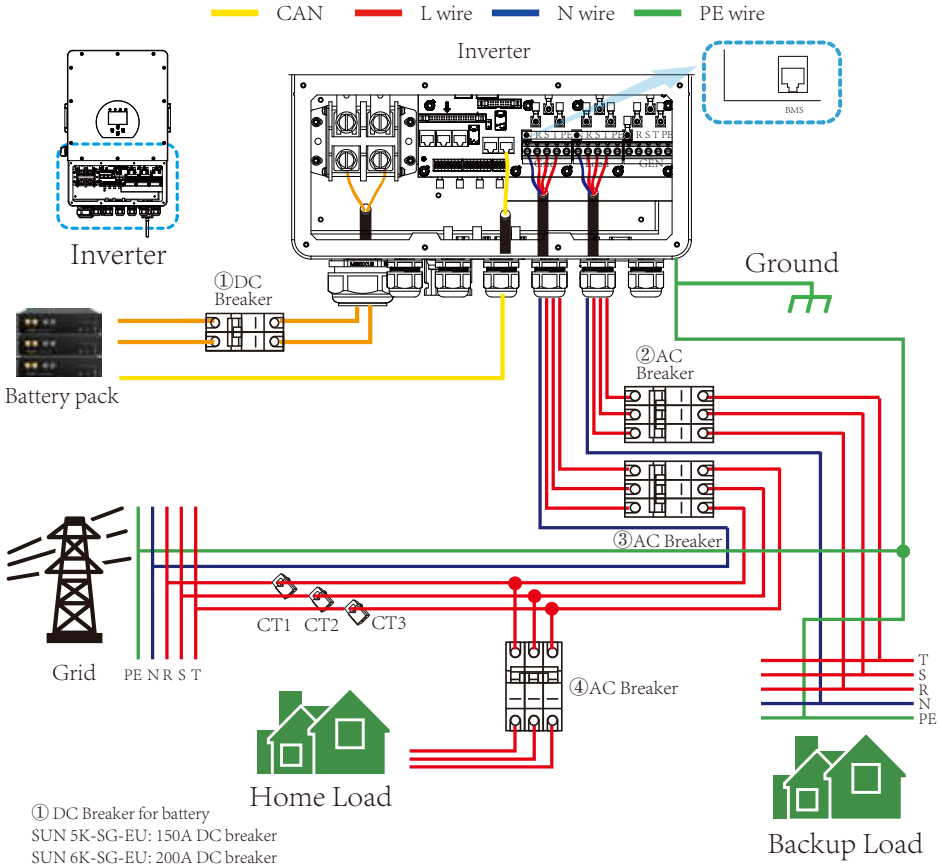 CAN L wire N wire PE wire
Inverter
BMS
R S T PE R S T PE R S T PE
GEN
Inverter
Ground
①DC
Breaker
Battery pack
②AC
Breaker
③AC Breaker
CT1 CT2 CT3
Grid
PE N R S T
④AC Breaker
T
S
R
N
PE
Home Load
Backup Load
① DC Breaker for battery
SUN 5K-SG-EU: 150A DC breaker
SUN 6K-SG-EU: 200A DC breaker